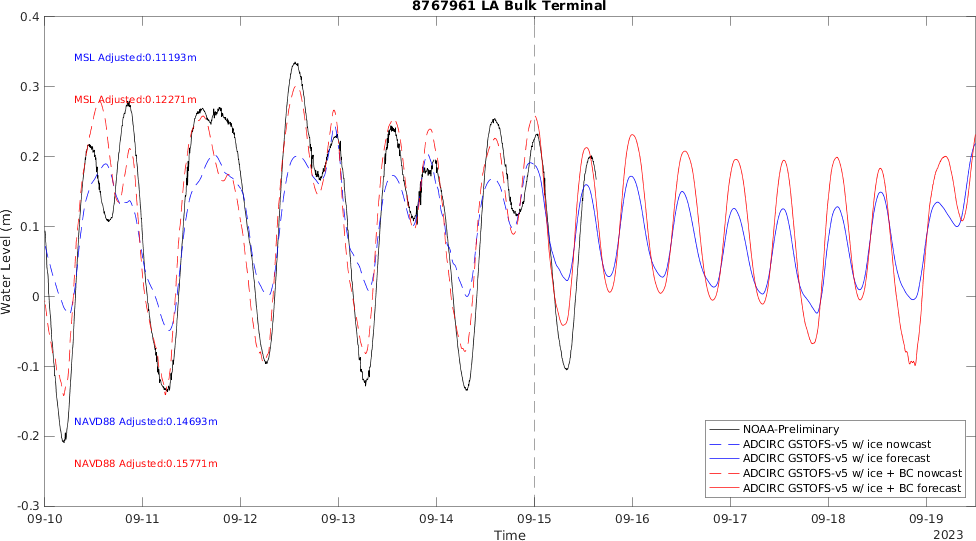 8767961 LA Bulk Terminal
0.4
0.3
0.2
0.1
0
-0.1
-0.2
-0.3
Water Level (m)
MSL Adjusted:0.11193m
MSL Adjusted:0.12271m
NAVD88 Adjusted:0.14693m
NAVD88 Adjusted:0.15771m
NOAA-Preliminary
ADCIRC GSTOFS-v5 w/ ice nowcast
ADCIRC GSTOFS-v5 w/ ice forecast
ADCIRC GSTOFS-v5 w/ ice + BC nowcast
ADCIRC GSTOFS-v5 w/ ice + BC forecast
09-10 09-11 09-12 09-13 09-14 09-15 09-16 09-17 09-18 09-19
Time
2023